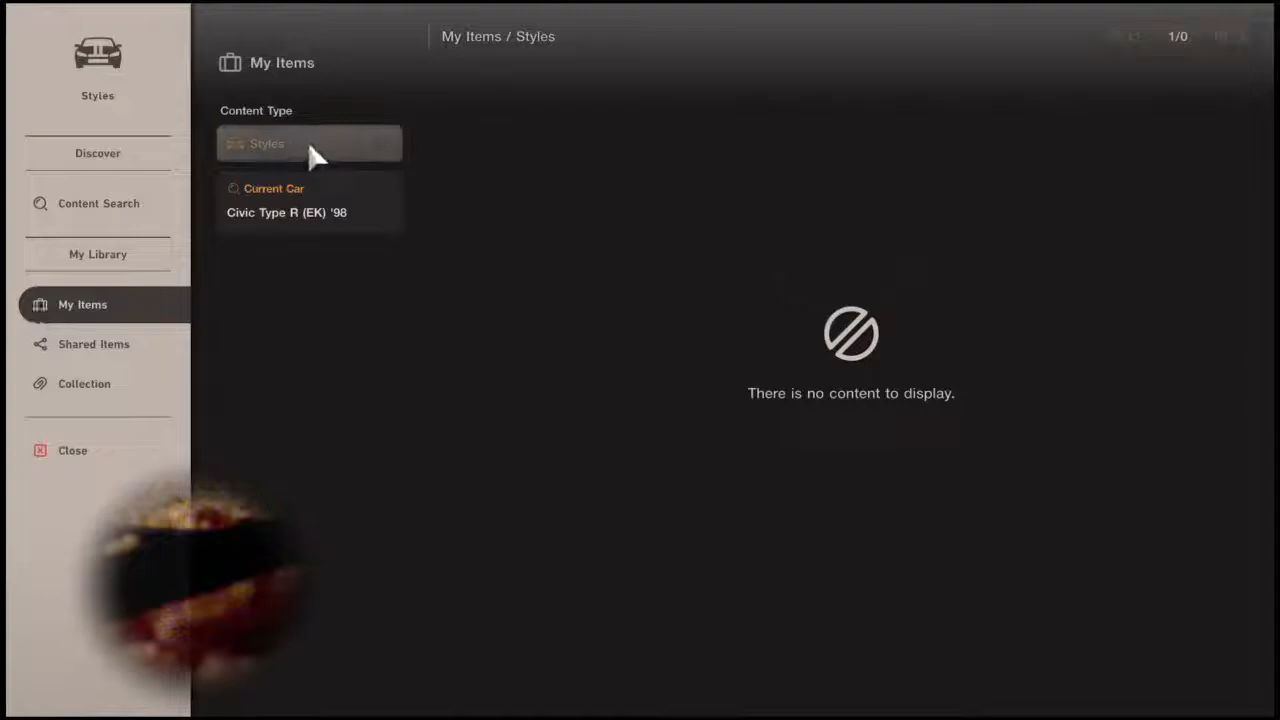 Styles
Discover
Content Search
My Library
My Items
Shared Items
Collection
Close
My Items
Content Type
Styles
Current Car
Civic Type R (EK) '98
My Items / Styles
1/0
There is no content to display.